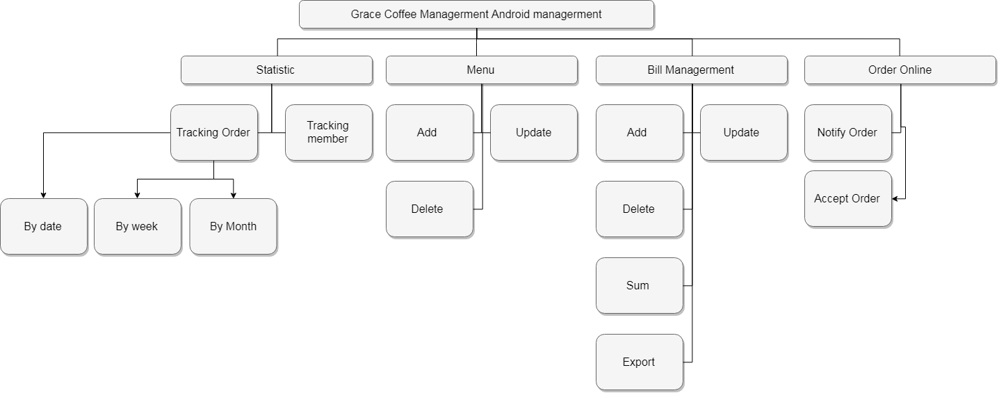 Grace Coffee Managerment Android managerment
Statistic
Menu
Bill Managerment
Order Online
Tracking Order
Tracking
member
Add
Update
Add
Update
Notify Order
Accept Order
Delete
Delete
By date
By week
By Month
Sum
Export